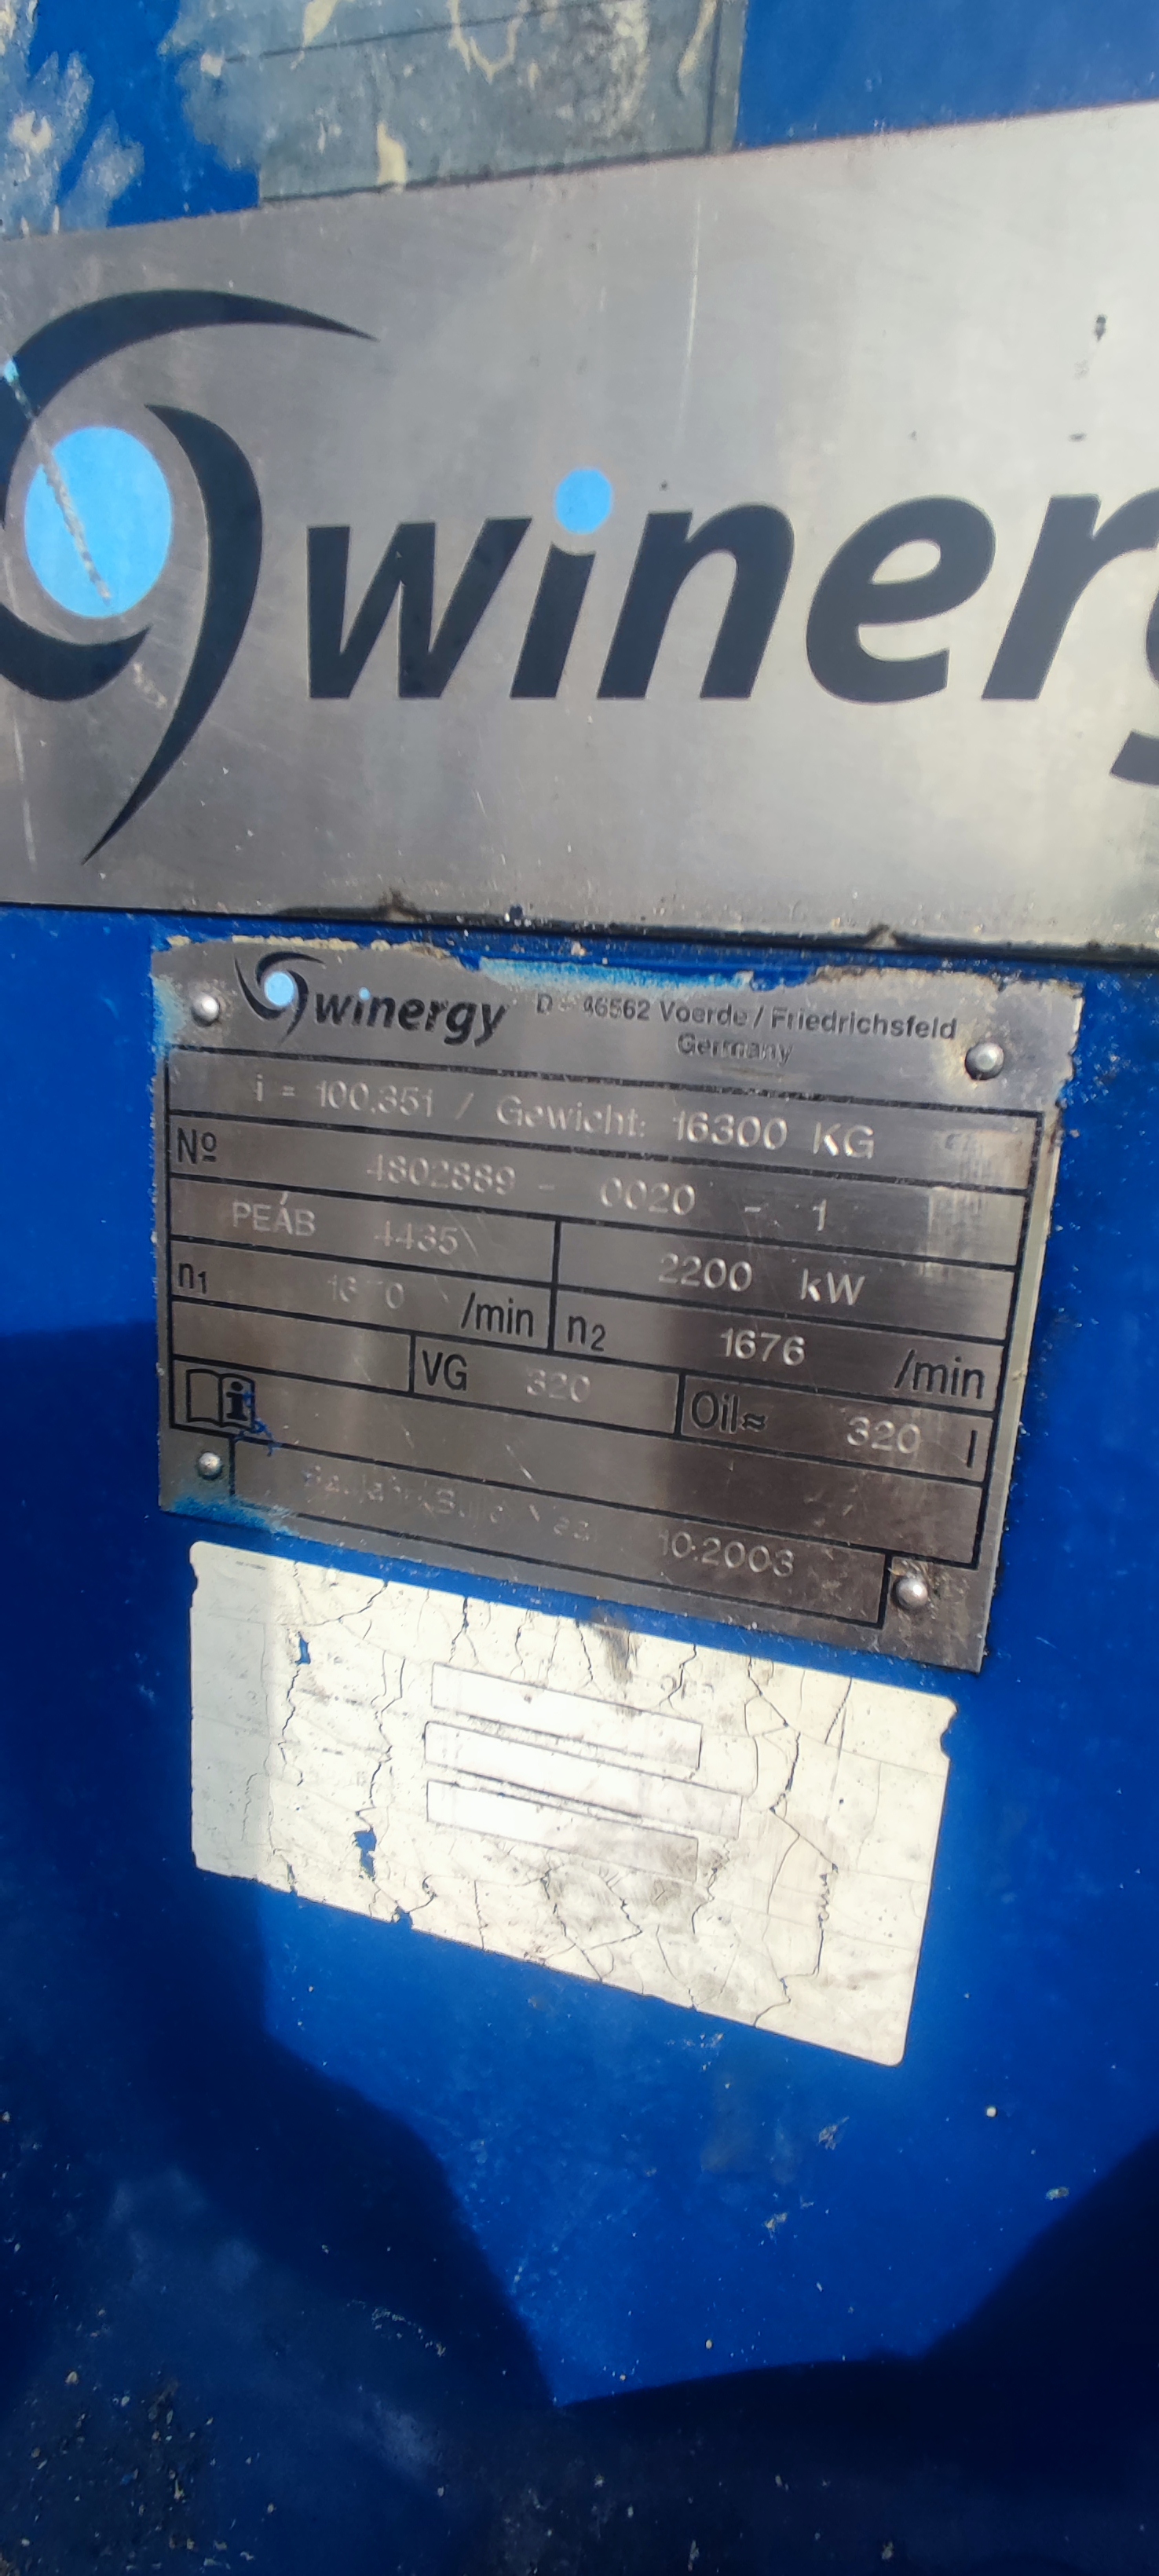 winerg
winergy D - 46562 Voerde / Friedrichsfeld
Germany
i = 100.351 / Gewicht: 16300 KG
Nº 4802889 - 0020 - 1
PEAB 4435 2200 kW
n1 /min n2 1676 /min
VG 320 Oil≈ 320 l
10.2003